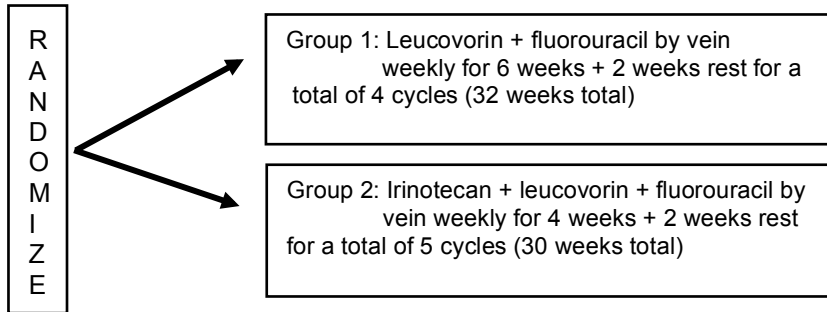 R
A
N
D
O
M
I
Z
E
Group 1: Leucovorin + fluorouracil by vein
weekly for 6 weeks + 2 weeks rest for a
total of 4 cycles (32 weeks total)
Group 2: Irinotecan + leucovorin + fluorouracil by
vein weekly for 4 weeks + 2 weeks rest
for a total of 5 cycles (30 weeks total)